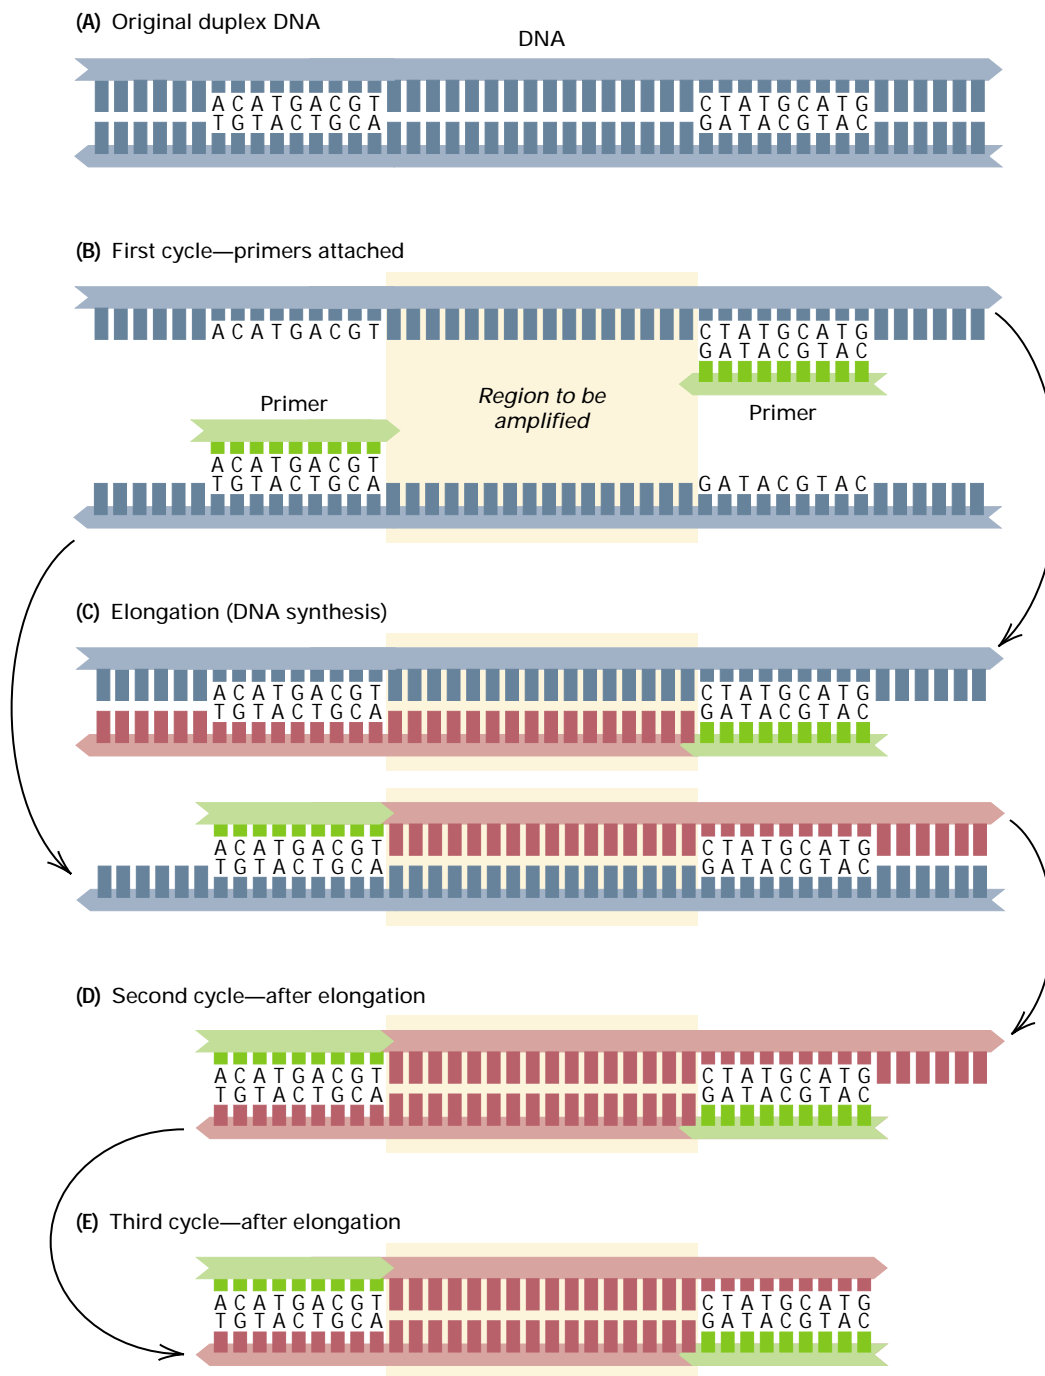 (A) Original duplex DNA
DNA
A C A T G A C G T
C T A T G C A T G
T G T A C T G C A
G A T A C G T A C
(B) First cycle—primers attached
A C A T G A C G T
C T A T G C A T G
G A T A C G T A C
Primer
Region to be
amplified
Primer
A C A T G A C G T
T G T A C T G C A
G A T A C G T A C
(C) Elongation (DNA synthesis)
A C A T G A C G T
C T A T G C A T G
T G T A C T G C A
G A T A C G T A C
A C A T G A C G T
C T A T G C A T G
T G T A C T G C A
G A T A C G T A C
(D) Second cycle—after elongation
A C A T G A C G T
C T A T G C A T G
T G T A C T G C A
G A T A C G T A C
(E) Third cycle—after elongation
A C A T G A C G T
C T A T G C A T G
T G T A C T G C A
G A T A C G T A C